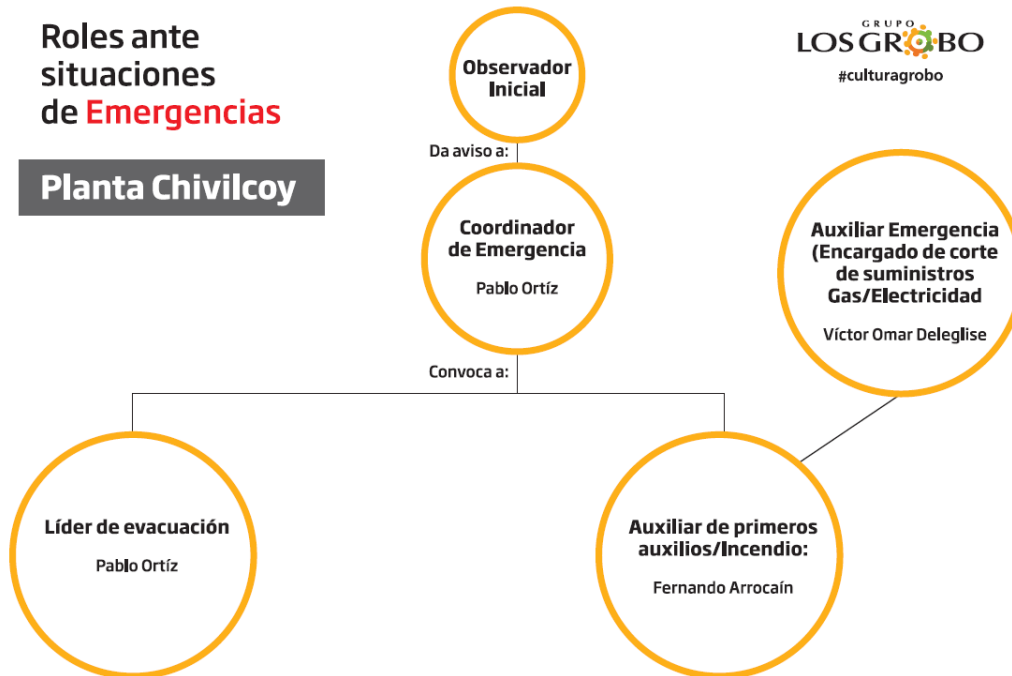 Roles ante
situaciones
de Emergencias
Planta Chivilcoy
GRUPO
LOS GROBO
#culturagrobo
Observador
Inicial
Da aviso a:
Coordinador
de Emergencia
Pablo Ortíz
Auxiliar Emergencia
(Encargado de corte
de suministros
Gas/Electricidad
Víctor Omar Deleglise
Convoca a:
Líder de evacuación
Pablo Ortíz
Auxiliar de primeros
auxilios/Incendio:
Fernando Arrocaín